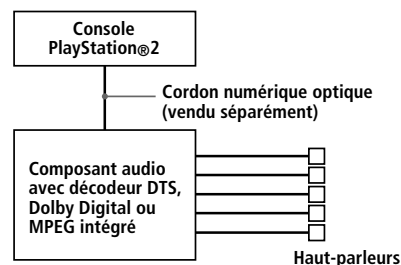 Console
PlayStation®2
Cordon numérique optique
(vendu séparément)
Composant audio
avec décodeur DTS,
Dolby Digital ou
MPEG intégré
Haut-parleurs